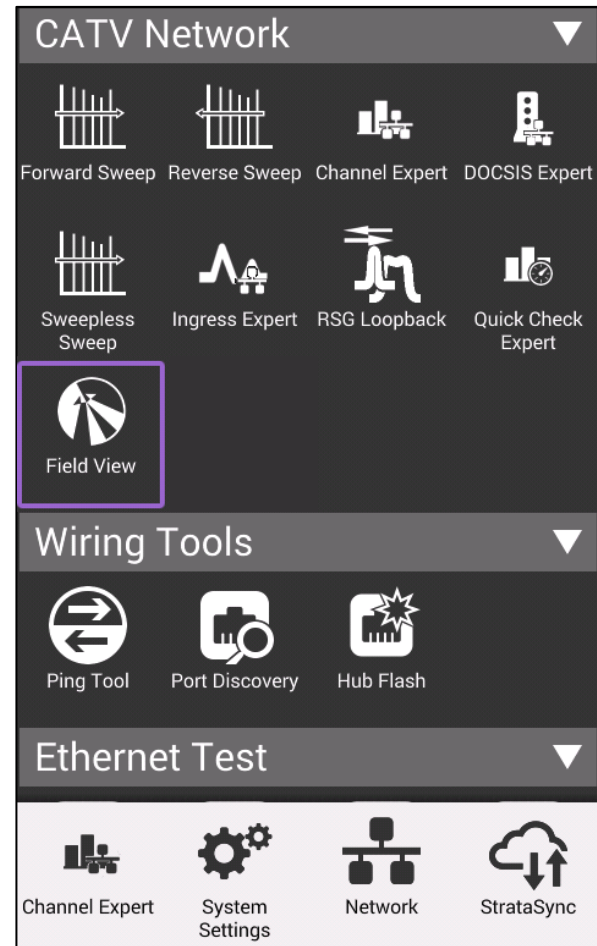 CATV Network
Forward Sweep Reverse Sweep Channel Expert DOCSIS Expert
Sweepless Sweep
Ingress Expert
RSG Loopback
Quick Check Expert
Field View
Wiring Tools
Ping Tool Port Discovery Hub Flash
Ethernet Test
Channel Expert
System Settings
Network
StrataSync